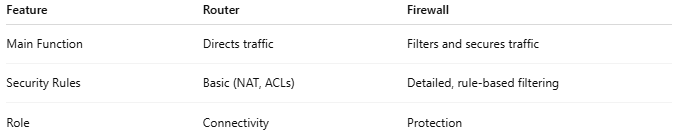 Feature Router Firewall
Main Function Directs traffic Filters and secures traffic
Security Rules Basic (NAT, ACLs) Detailed, rule-based filtering
Role Connectivity Protection